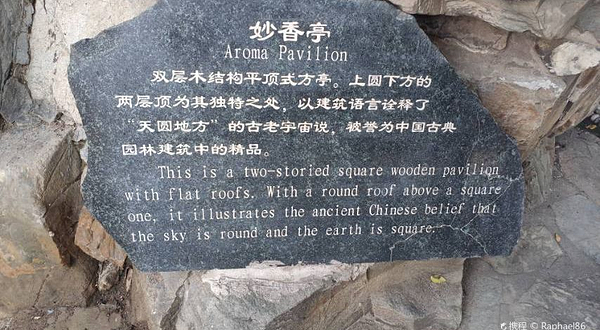 妙香亭
Aroma Pavilion
双层木结构平顶式方亭。上圆下方的
两层顶为其独特之处，以建筑语言诠释了
“天圆地方”的古老宇宙说，被誉为中国古典
园林建筑中的精品。
This is a two-storied square wooden pavilion
with flat roofs. With a round roof above a square
one, it illustrates the ancient Chinese belief that
the sky is round and the earth is square.
携程 © Raphael86